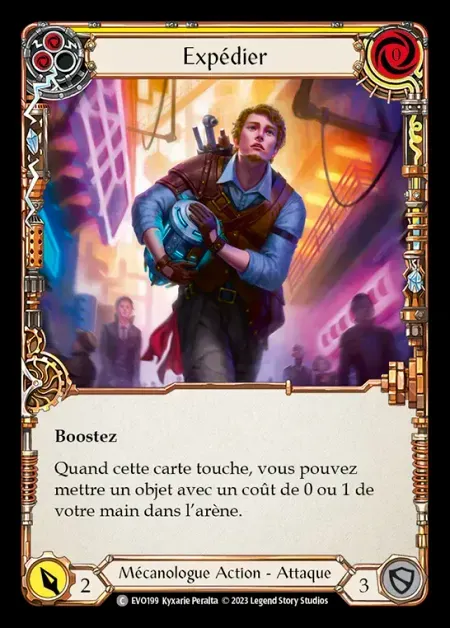 Expédier
0
Boostez
Quand cette carte touche, vous pouvez
mettre un objet avec un coût de 0 ou 1 de
votre main dans l'arène.
2
Mécanologue Action - Attaque
3
C EVO199 Kyxarie Peralta © 2023 Legend Story Studios